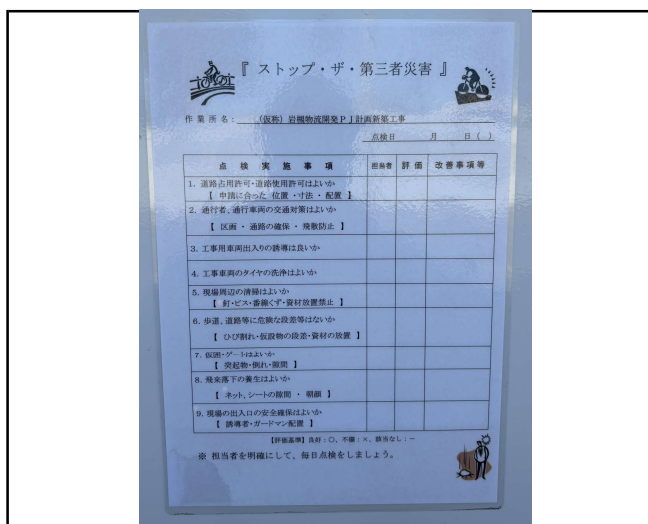 『 ストップ・ザ・第三者災害 』
作 業 所 名： (仮称) 岩槻物流開発ＰＪ計画新築工事
点検日　　月　　日（ ）
点　検　実　施　事　項　担当者　評 価　改 善 事 項 等
1. 道路占用許可・道路使用許可はよいか
【 申請に合った 位置 ・寸法 ・ 配置 】
2. 通行者、通行車両の交通対策はよいか
【 区画 ・ 通路の確保 ・ 飛散防止 】
3. 工事用車両出入りの誘導は良いか
4. 工事車両のタイヤの洗浄はよいか
5. 現場周辺の清掃はよいか
【 釘・ビス・番線くず・資材放置禁止 】
6. 歩道、道路等に危険な段差等はないか
【 ひび割れ・仮設物の段差・資材の放置 】
7. 仮囲・ゲートはよいか
【 突起物・倒れ・隙間 】
8. 飛来落下の養生はよいか
【 ネット、シートの隙間 ・ 朝顔 】
9. 現場の出入口の安全確保はよいか
【 誘導者・ガードマン配置 】
【評価基準】良好：○、不備：×、該当なし：－
※ 担当者を明確にして、毎日点検をしましょう。